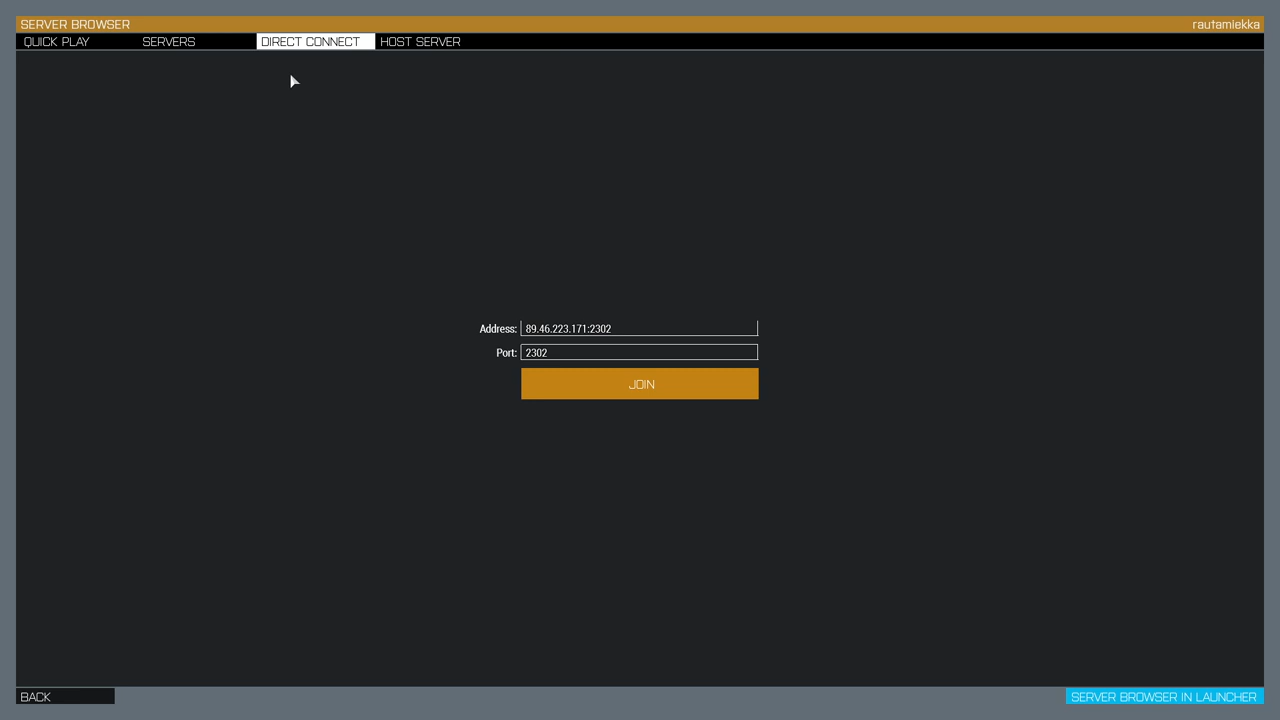 SERVER BROWSER rautamiekka
QUICK PLAY SERVERS DIRECT CONNECT HOST SERVER
Address: 89.46.223.171:2302
Port: 2302
JOIN
BACK SERVER BROWSER IN LAUNCHER